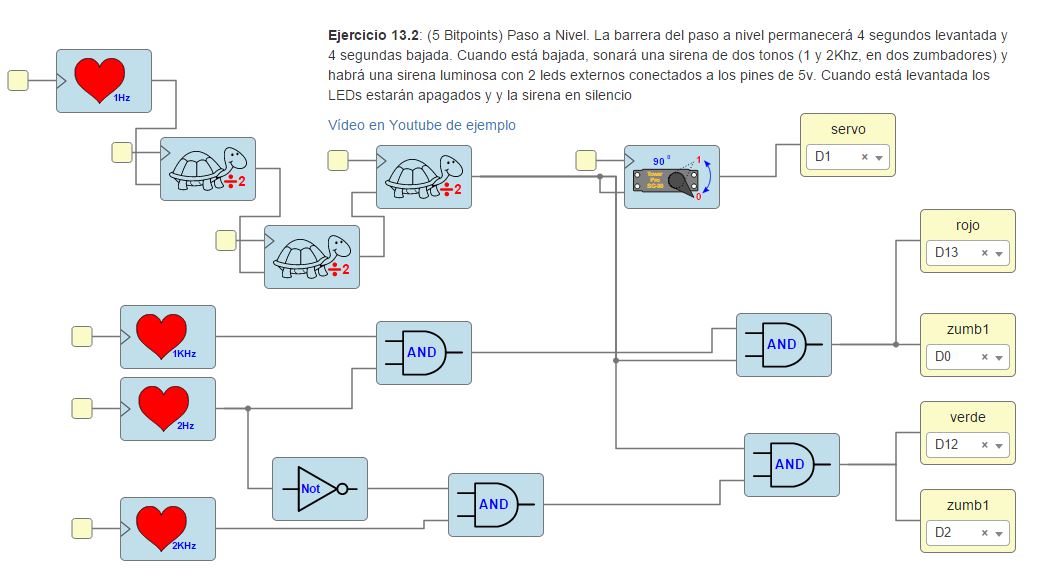 Ejercicio 13.2: (5 Bitpoints) Paso a Nivel. La barrera del paso a nivel permanecerá 4 segundos levantada y
4 segundas bajada. Cuando está bajada, sonará una sirena de dos tonos (1 y 2Khz, en dos zumbadores) y
habrá una sirena luminosa con 2 leds externos conectados a los pines de 5v. Cuando está levantada los
LEDs estarán apagados y y la sirena en silencio
Vídeo en Youtube de ejemplo
1Hz
÷2
÷2
÷2
90 º
1
0
Tower
Pro
SG-90
servo
D1 ×
rojo
D13 ×
1KHz
AND
AND
zumb1
D0 ×
2Hz
verde
D12 ×
Not
AND
AND
zumb1
D2 ×
2KHz